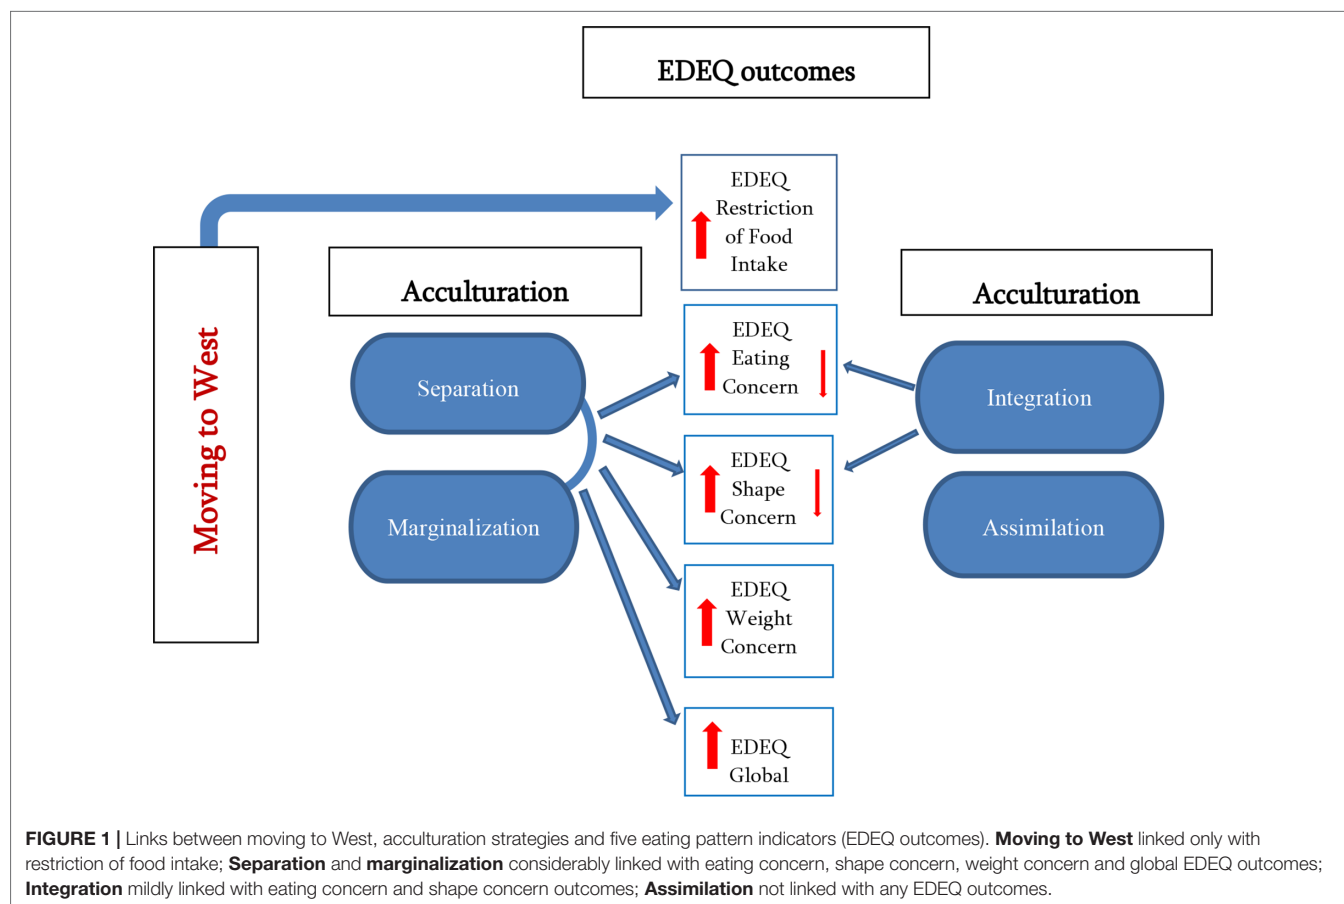 EDEQ outcomes
EDEQ
Restriction
of Food
Intake
Moving to West
Acculturation
Separation
Marginalization
EDEQ
Eating
Concern
EDEQ
Shape
Concern
EDEQ
Weight
Concern
EDEQ
Global
Acculturation
Integration
Assimilation
FIGURE 1 | Links between moving to West, acculturation strategies and five eating pattern indicators (EDEQ outcomes). Moving to West linked only with
restriction of food intake; Separation and marginalization considerably linked with eating concern, shape concern, weight concern and global EDEQ outcomes;
Integration mildly linked with eating concern and shape concern outcomes; Assimilation not linked with any EDEQ outcomes.